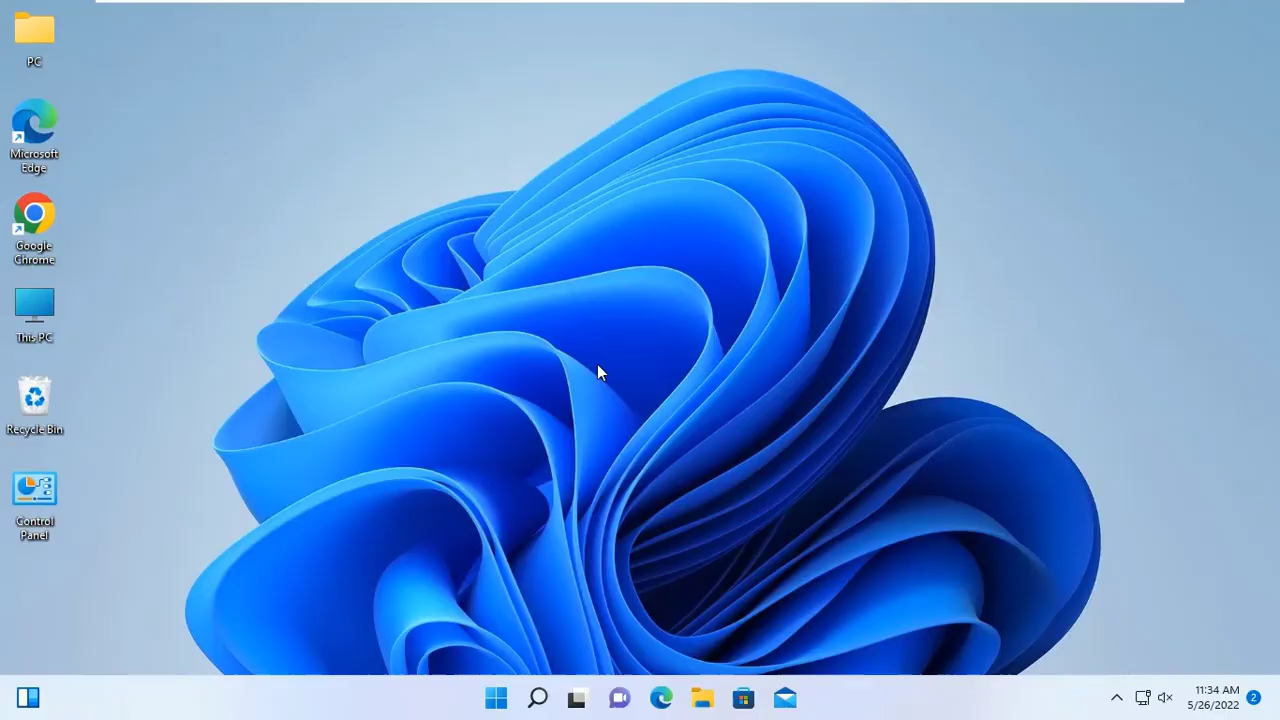 PC
Microsoft
Edge
Google
Chrome
This PC
Recycle Bin
Control
Panel
11:34 AM
5/26/2022
2